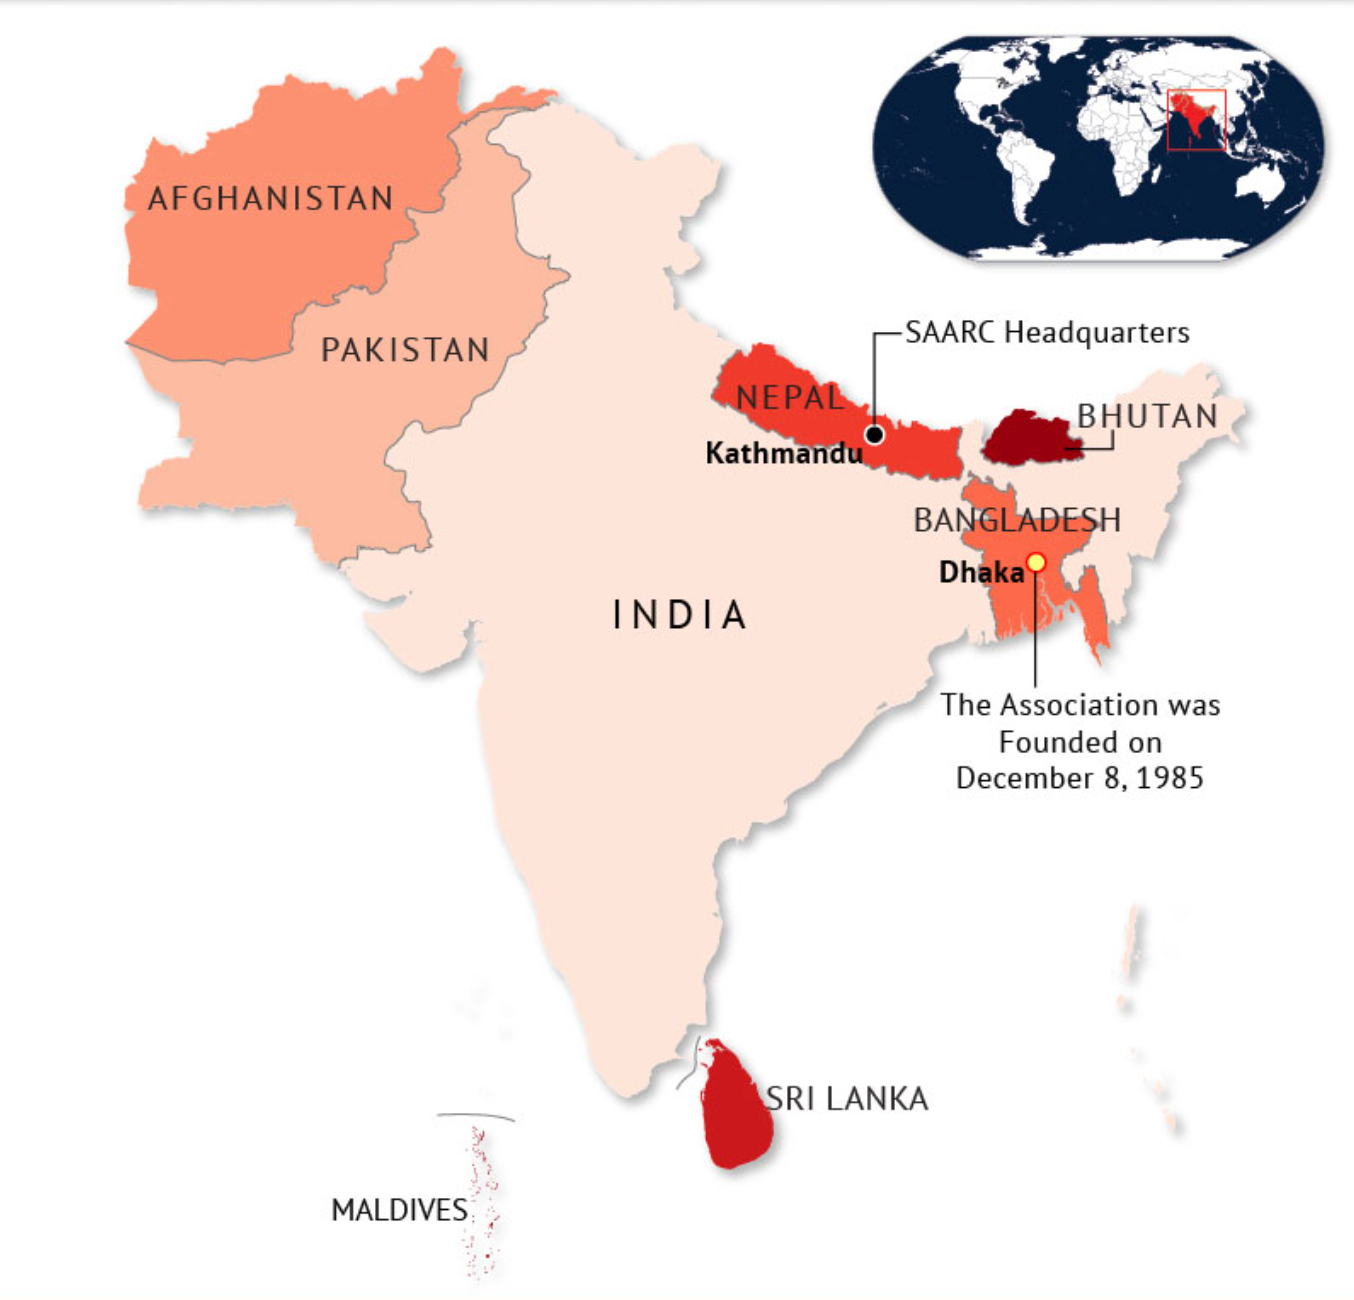 AFGHANISTAN
PAKISTAN
SAARC Headquarters
NEPAL
BHUTAN
Kathmandu
BANGLADESH
Dhaka
INDIA
The Association was
Founded on
December 8, 1985
SRI LANKA
MALDIVES